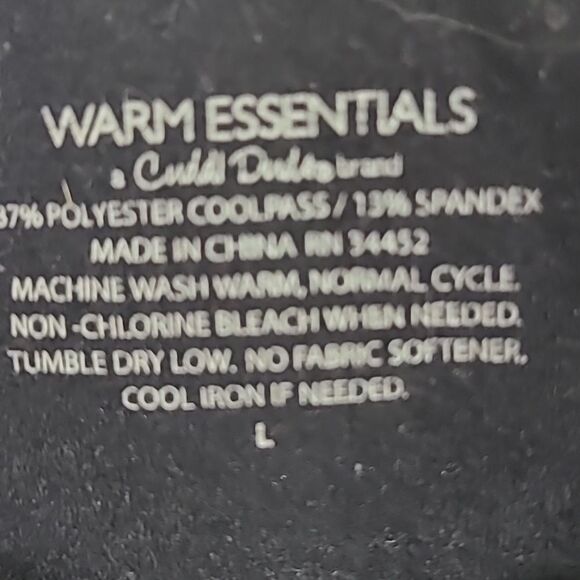 WARM ESSENTIALS
a Cuddl Duds brand
87% POLYESTER COOLPASS / 13% SPANDEX
MADE IN CHINA RN 34452
MACHINE WASH WARM, NORMAL CYCLE.
NON -CHLORINE BLEACH WHEN NEEDED.
TUMBLE DRY LOW. NO FABRIC SOFTENER.
COOL IRON IF NEEDED.
L